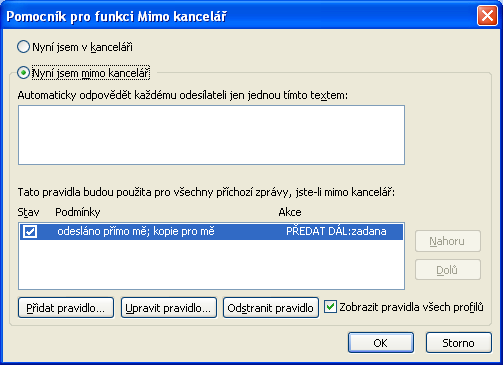 Pomocník pro funkci Mimo kancelář
Nyní jsem v kanceláři
Nyní jsem mimo kancelář
Automaticky odpovědět každému odesílateli jen jednou tímto textem:
Tato pravidla budou použita pro všechny příchozí zprávy, jste-li mimo kancelář:
Stav Podmínky Akce
odesláno přímo mě; kopie pro mě PŘEDAT DÁL:zadana
Nahoru
Dolů
Přidat pravidlo... Upravit pravidlo... Odstranit pravidlo Zobrazit pravidla všech profilů
OK Storno